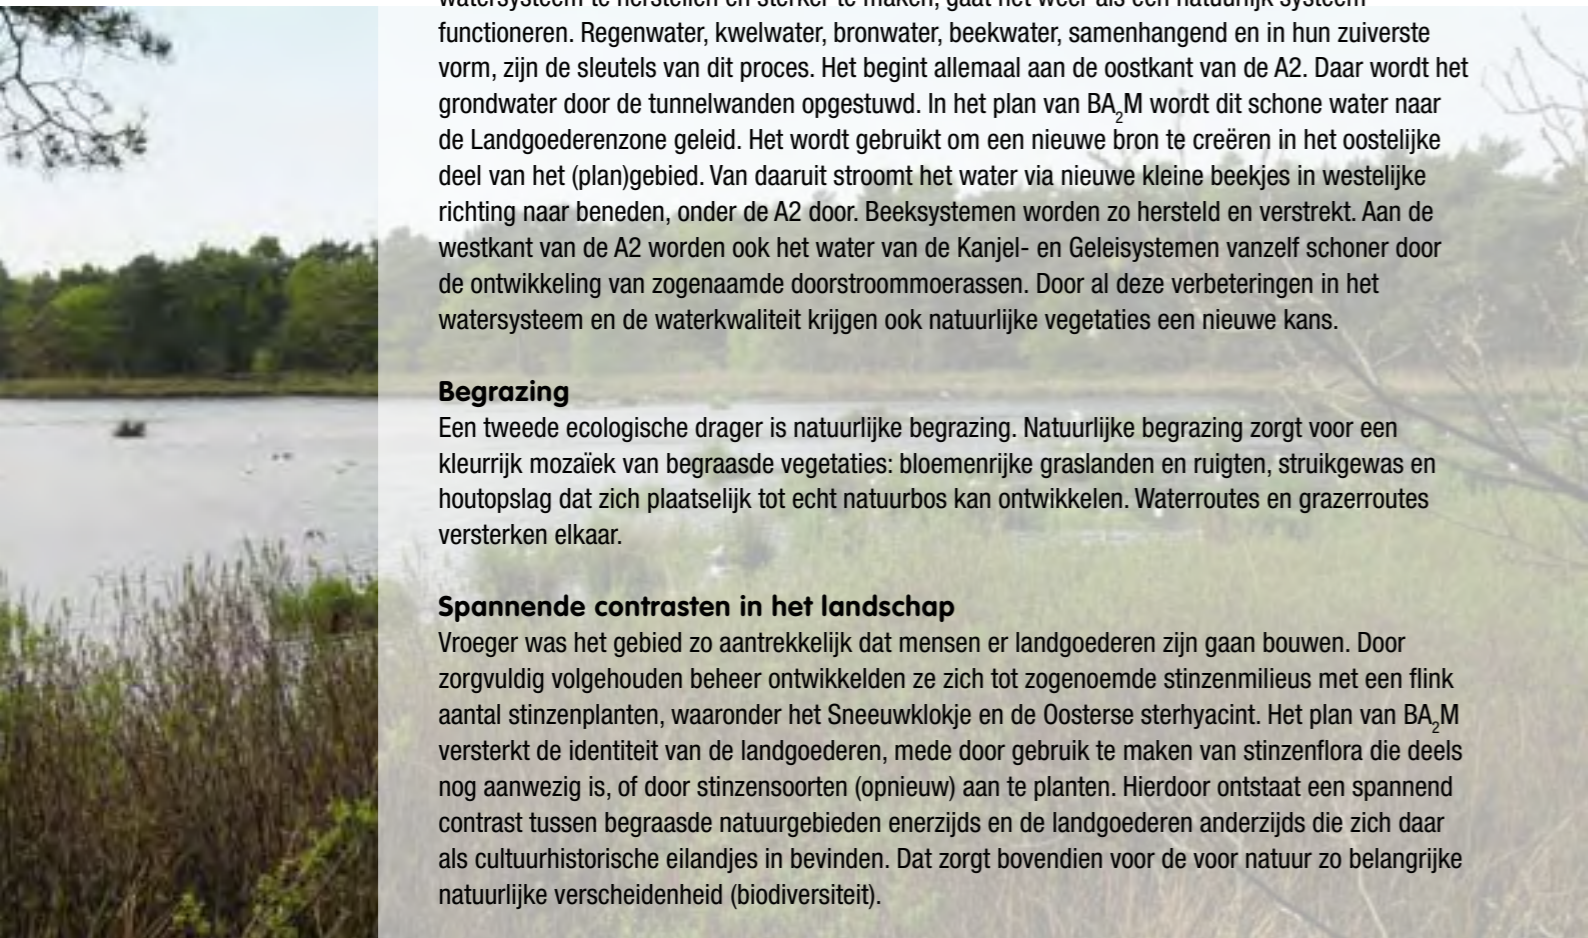 watersysteem te herstellen en sterker te maken, gaat het weer als een natuurlijk systeem
functioneren. Regenwater, kwelwater, bronwater, beekwater, samenhangend en in hun zuiverste
vorm, zijn de sleutels van dit proces. Het begint allemaal aan de oostkant van de A2. Daar wordt het
grondwater door de tunnelwanden opgestuwd. In het plan van BA₂M wordt dit schone water naar
de Landgoederenzone geleid. Het wordt gebruikt om een nieuwe bron te creëren in het oostelijke
deel van het (plan)gebied. Van daaruit stroomt het water via nieuwe kleine beekjes in westelijke
richting naar beneden, onder de A2 door. Beeksystemen worden zo hersteld en verstrekt. Aan de
westkant van de A2 worden ook het water van de Kanjel- en Geleisystemen vanzelf schoner door
de ontwikkeling van zogenaamde doorstroommoerassen. Door al deze verbeteringen in het
watersysteem en de waterkwaliteit krijgen ook natuurlijke vegetaties een nieuwe kans.
Begrazing
Een tweede ecologische drager is natuurlijke begrazing. Natuurlijke begrazing zorgt voor een
kleurrijk mozaïek van begraasde vegetaties: bloemenrijke graslanden en ruigten, struikgewas en
houtopslag dat zich plaatselijk tot echt natuurbos kan ontwikkelen. Waterroutes en grazerroutes
versterken elkaar.
Spannende contrasten in het landschap
Vroeger was het gebied zo aantrekkelijk dat mensen er landgoederen zijn gaan bouwen. Door
zorgvuldig volgehouden beheer ontwikkelden ze zich tot zogenoemde stinzenmilieus met een flink
aantal stinzenplanten, waaronder het Sneeuwklokje en de Oosterse sterhyacint. Het plan van BA₂M
versterkt de identiteit van de landgoederen, mede door gebruik te maken van stinzenflora die deels
nog aanwezig is, of door stinzensoorten (opnieuw) aan te planten. Hierdoor ontstaat een spannend
contrast tussen begraasde natuurgebieden enerzijds en de landgoederen anderzijds die zich daar
als cultuurhistorische eilandjes in bevinden. Dat zorgt bovendien voor de voor natuur zo belangrijke
natuurlijke verscheidenheid (biodiversiteit).